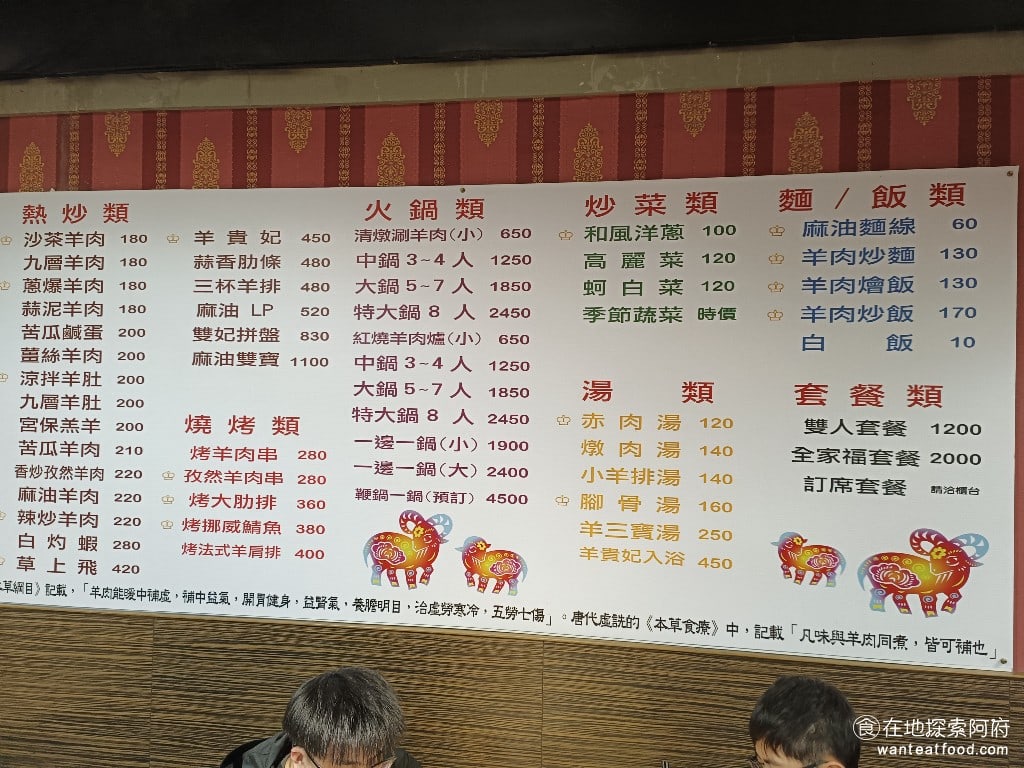 熱炒類
沙茶羊肉 180
九層羊肉 180
蔥爆羊肉 180
蒜泥羊肉 180
苦瓜鹹蛋 200
薑絲羊肉 200
涼拌羊肚 200
九層羊肚 200
宮保羔羊 200
苦瓜羊肉 210
香炒孜然羊肉 220
麻油羊肉 220
辣炒羊肉 220
白灼蝦 280
草上飛 420
羊貴妃 450
蒜香肋條 480
三杯羊排 480
麻油 LP 520
雙妃拼盤 830
麻油雙寶 1100
燒烤類
烤羊肉串 280
孜然羊肉串 280
烤大肋排 360
烤挪威鯖魚 380
烤法式羊肩排 400
火鍋類
清燉涮羊肉(小) 650
中鍋 3~4 人 1250
大鍋 5~7 人 1850
特大鍋 8 人 2450
紅燒羊肉爐(小) 650
中鍋 3~4 人 1250
大鍋 5~7 人 1850
特大鍋 8 人 2450
一邊一鍋(小) 1900
一邊一鍋(大) 2400
鞭鍋一鍋(預訂) 4500
炒菜類
和風洋蔥 100
高麗菜 120
蚵白菜 120
季節蔬菜 時價
湯類
赤肉湯 120
燉肉湯 140
小羊排湯 140
腳骨湯 160
羊三寶湯 250
羊貴妃入浴 450
麵/飯類
麻油麵線 60
羊肉炒麵 130
羊肉燴飯 130
羊肉炒飯 170
白飯 10
套餐類
雙人套餐 1200
全家福套餐 2000
訂席套餐 請洽櫃台
草綱目》記載,「羊肉能暖中補虛,補中益氣,開胃健身,益腎氣,養膽明目,治虛勞寒冷,五勞七傷」。唐代虛詵的《本草食療》中,記載「凡味與羊肉同煮,皆可補也」
食在地探索阿府
wanteatfood.com